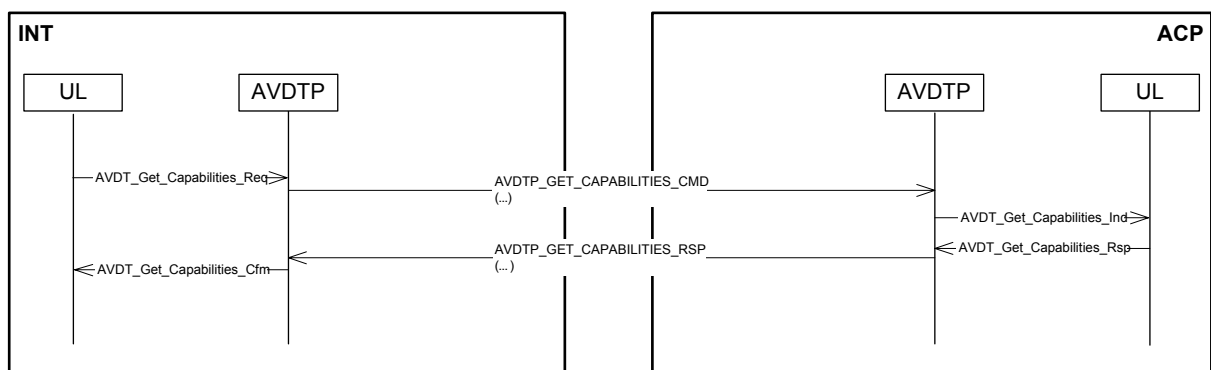 INT
ACP
UL
AVDTP
AVDTP
UL
AVDT_Get_Capabilities_Req
AVDTP_GET_CAPABILITIES_CMD
(...)
AVDT_Get_Capabilities_Ind
AVDT_Get_Capabilities_Rsp
AVDTP_GET_CAPABILITIES_RSP
(... )
AVDT_Get_Capabilities_Cfm